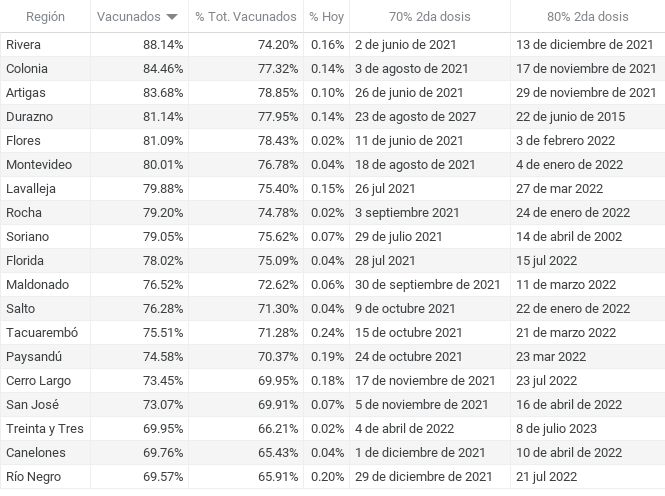 Región Vacunados % Tot. Vacunados % Hoy 70% 2da dosis 80% 2da dosis
Rivera 88.14% 74.20% 0.16% 2 de junio de 2021 13 de diciembre de 2021
Colonia 84.46% 77.32% 0.14% 3 de agosto de 2021 17 de noviembre de 2021
Artigas 83.68% 78.85% 0.10% 26 de junio de 2021 29 de noviembre de 2021
Durazno 81.14% 77.95% 0.14% 23 de agosto de 2027 22 de junio de 2015
Flores 81.09% 78.43% 0.02% 11 de junio de 2021 3 de febrero 2022
Montevideo 80.01% 76.78% 0.04% 18 de agosto de 2021 4 de enero de 2022
Lavalleja 79.88% 75.40% 0.15% 26 jul 2021 27 de mar 2022
Rocha 79.20% 74.78% 0.02% 3 septiembre 2021 24 de enero de 2022
Soriano 79.05% 75.62% 0.07% 29 de julio 2021 14 de abril de 2002
Florida 78.02% 75.09% 0.04% 28 jul 2021 15 jul 2022
Maldonado 76.52% 72.62% 0.06% 30 de septiembre de 2021 11 de marzo 2022
Salto 76.28% 71.30% 0.04% 9 de octubre 2021 22 de enero de 2022
Tacuarembó 75.51% 71.28% 0.24% 15 de octubre 2021 21 de marzo 2022
Paysandú 74.58% 70.37% 0.19% 24 de octubre 2021 23 mar 2022
Cerro Largo 73.45% 69.95% 0.18% 17 de noviembre de 2021 23 jul 2022
San José 73.07% 69.91% 0.07% 5 de noviembre de 2021 16 de abril de 2022
Treinta y Tres 69.95% 66.21% 0.02% 4 de abril de 2022 8 de julio 2023
Canelones 69.76% 65.43% 0.04% 1 de diciembre de 2021 10 de abril de 2022
Río Negro 69.57% 65.91% 0.20% 29 de diciembre de 2021 21 jul 2022